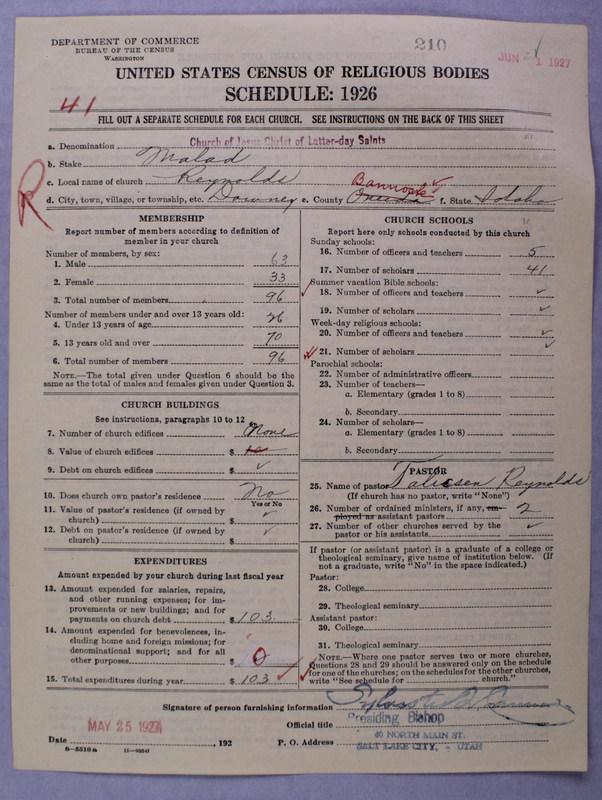 DEPARTMENT OF COMMERCE
BUREAU OF THE CENSUS
WASHINGTON
210
JUN -1 1927
UNITED STATES CENSUS OF RELIGIOUS BODIES
SCHEDULE: 1926
41
FILL OUT A SEPARATE SCHEDULE FOR EACH CHURCH. SEE INSTRUCTIONS ON THE BACK OF THIS SHEET
a. Denomination Church of Jesus Christ of Latter-day Saints
b. Stake Malad
c. Local name of church Reynolds
Bannock
R
d. City, town, village, or township, etc. Downey e. County Oneida f. State Idaho
MEMBERSHIP
Report number of members according to definition of
member in your church
Number of members, by sex:
1. Male 63
2. Female 33
3. Total number of members 96
Number of members under and over 13 years old:
4. Under 13 years of age 26
5. 13 years old and over 70
6. Total number of members 96
NOTE.—The total given under Question 6 should be the
same as the total of males and females given under Question 3.
CHURCH BUILDINGS
See instructions, paragraphs 10 to 12
7. Number of church edifices None
8. Value of church edifices $
9. Debt on church edifices $ ✓
10. Does church own pastor's residence No
Yes or No
11. Value of pastor's residence (if owned by
church) $ ✓
12. Debt on pastor's residence (if owned by
church) $ ✓
EXPENDITURES
Amount expended by your church during last fiscal year
13. Amount expended for salaries, repairs,
and other running expenses; for im-
provements or new buildings; and for
payments on church debt $ 103
14. Amount expended for benevolences, in-
cluding home and foreign missions; for
denominational support; and for all
other purposes $ 0
15. Total expenditures during year $ 103
CHURCH SCHOOLS
Report here only schools conducted by this church
Sunday schools:
16. Number of officers and teachers 5
17. Number of scholars 41
Summer vacation Bible schools:
18. Number of officers and teachers ✓
19. Number of scholars ✓
Week-day religious schools:
20. Number of officers and teachers ✓
21. Number of scholars ✓
Parochial schools:
22. Number of administrative officers
23. Number of teachers—
a. Elementary (grades 1 to 8)
b. Secondary
24. Number of scholars—
a. Elementary (grades 1 to 8)
b. Secondary
PASTOR
25. Name of pastor Taliesen Reynolds
(If church has no pastor, write "None")
26. Number of ordained ministers, if any, em-
ployed as assistant pastors 2
27. Number of other churches served by the
pastor or his assistants ✓
If pastor (or assistant pastor) is a graduate of a college or
theological seminary, give name of institution below. (If
not a graduate, write "No" in the space indicated.)
Pastor:
28. College
29. Theological seminary
Assistant pastor:
30. College
31. Theological seminary
NOTE.—Where one pastor serves two or more churches,
Questions 28 and 29 should be answered only on the schedule
for one of the churches; on the schedules for the other churches,
write "See schedule for church."
Signature of person furnishing information
Official title Presiding Bishop
MAY 25 1927
40 NORTH MAIN ST.
Date , 192 P. O. Address SALT LAKE CITY, - UTAH
8-5510a 11-9554f